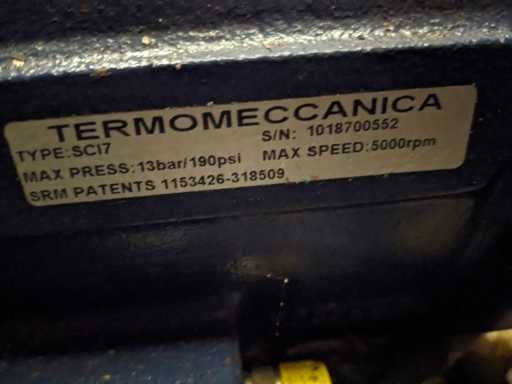 TERMOMECCANICA
TYPE:SCI7 S/N: 1018700552
MAX PRESS:13bar/190psi MAX SPEED:5000rpm
SRM PATENTS 1153426-318509